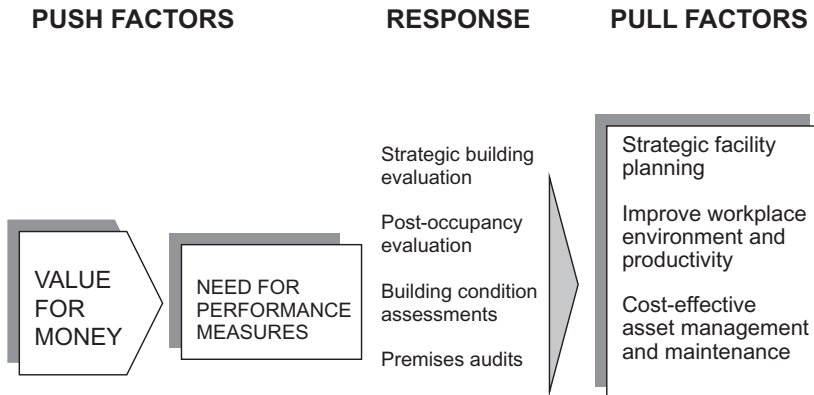 PUSH FACTORS
RESPONSE
PULL FACTORS
VALUE
FOR
MONEY
NEED FOR
PERFORMANCE
MEASURES
Strategic building
evaluation
Post-occupancy
evaluation
Building condition
assessments
Premises audits
Strategic facility
planning
Improve workplace
environment and
productivity
Cost-effective
asset management
and maintenance